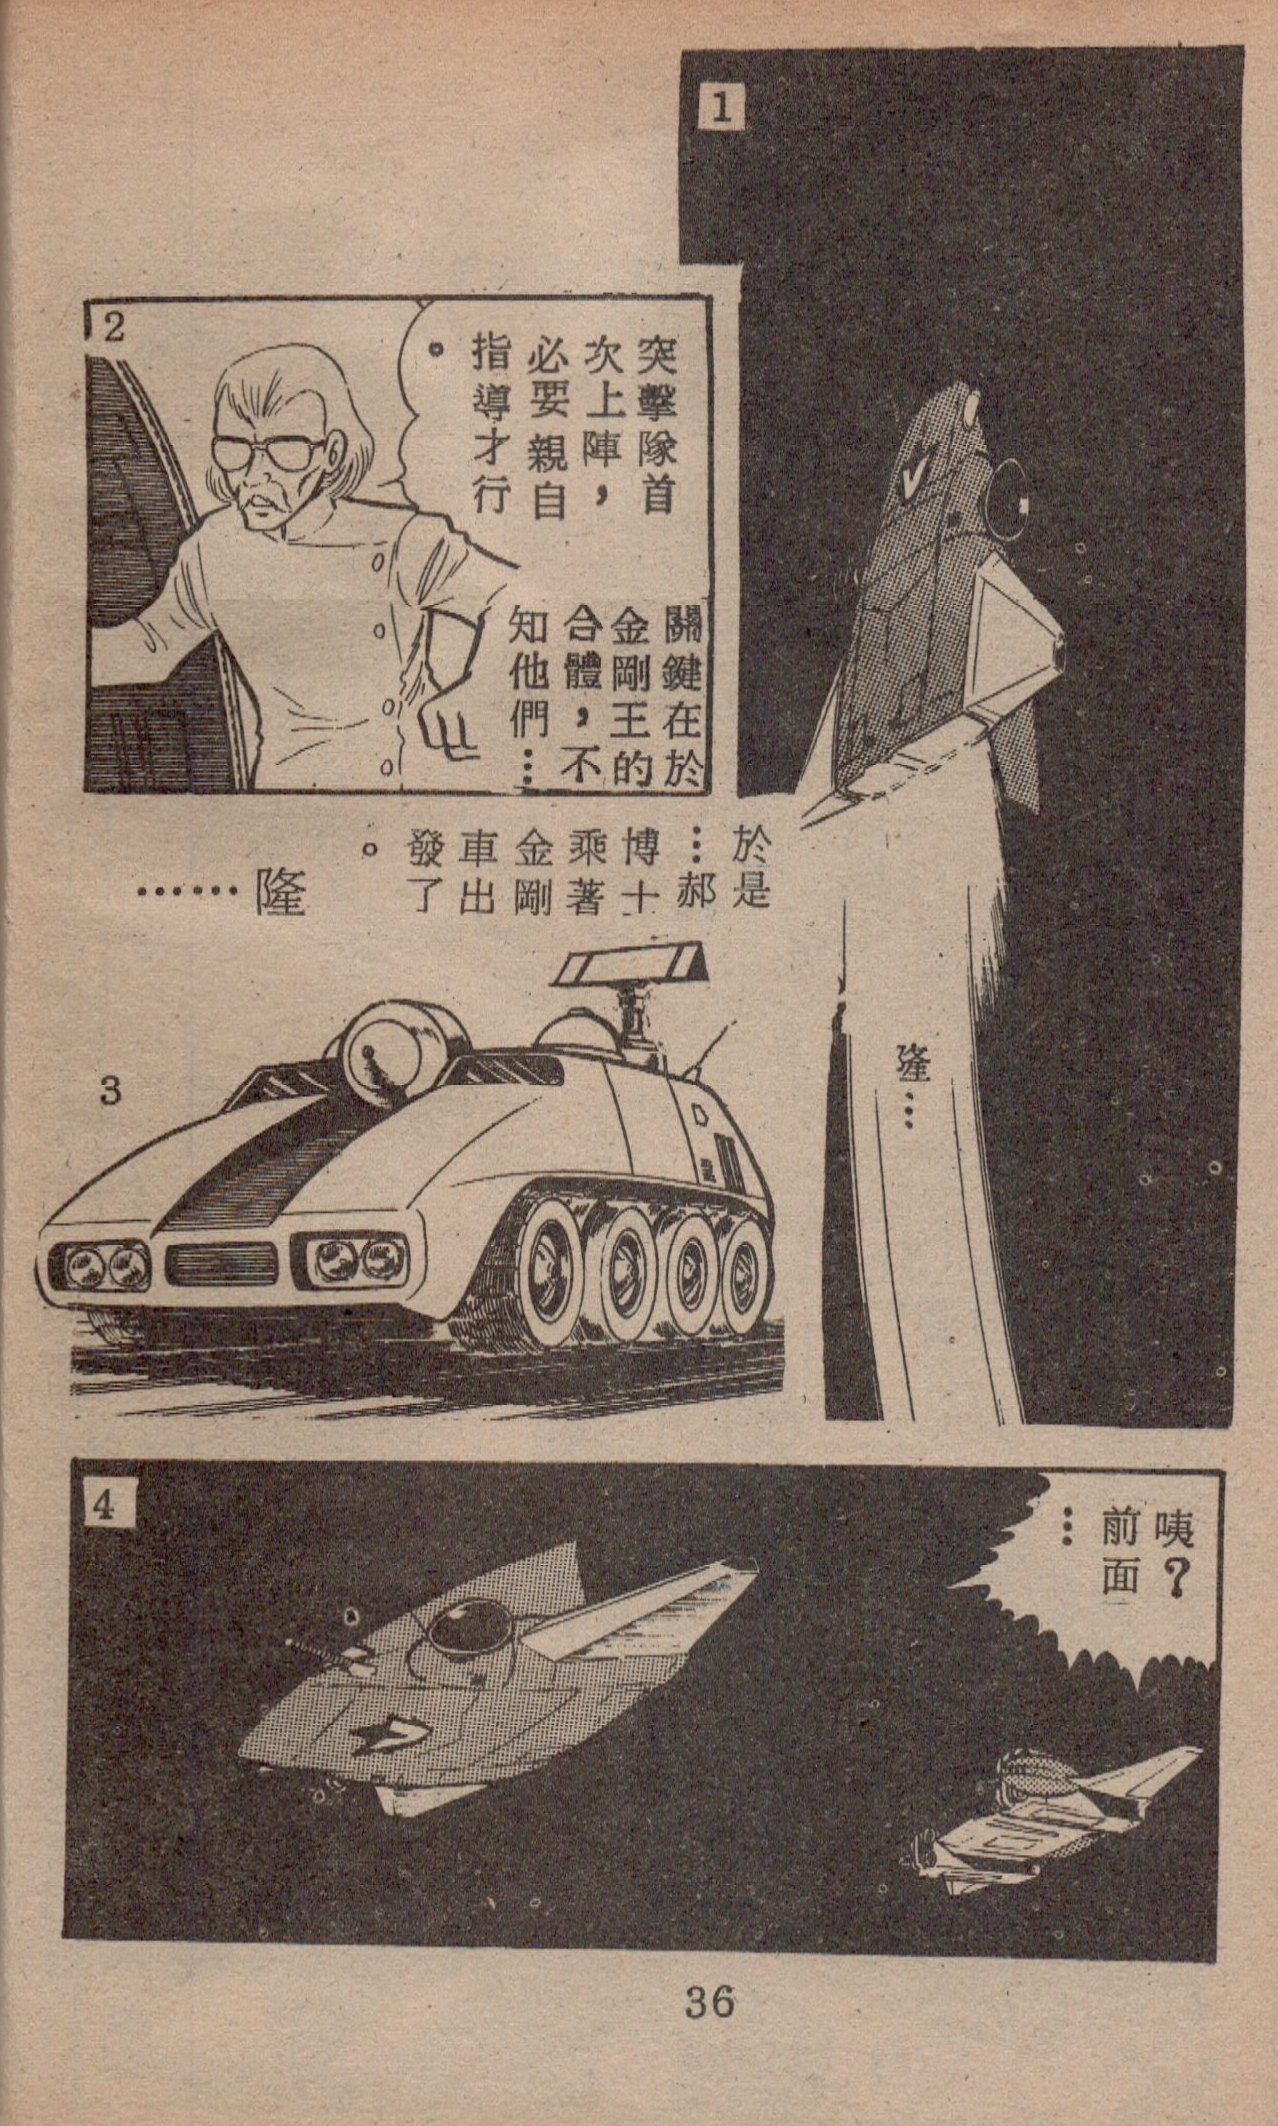 1
隆…
2
突擊隊首
次上陣，
必要親自
指導才行
。
關鍵在於
金剛王的
合體，不
知他們…
於是
…郝
博士
乘著
金剛
車出
發了
。
隆……
3
4
咦？
前面
…
36